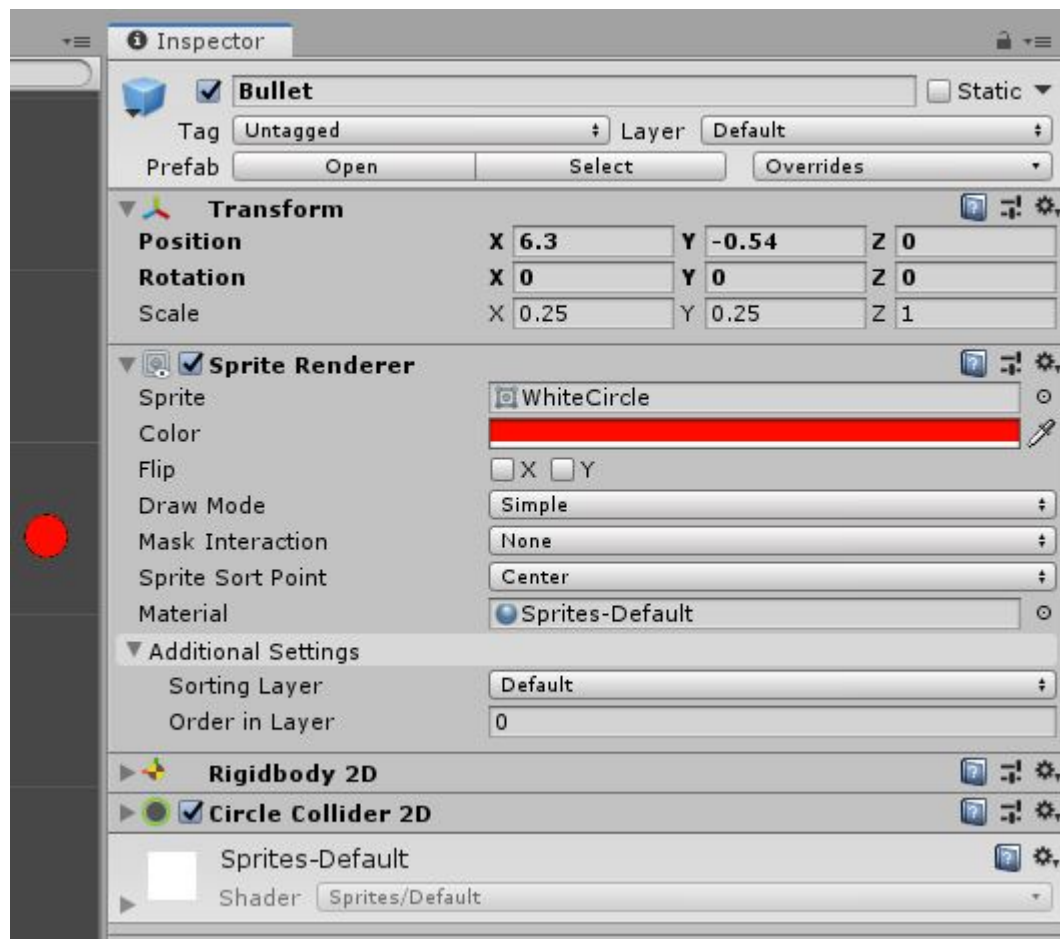 Inspector
Bullet Static
Tag Untagged Layer Default
Prefab Open Select Overrides
Transform
Position X 6.3 Y -0.54 Z 0
Rotation X 0 Y 0 Z 0
Scale X 0.25 Y 0.25 Z 1
Sprite Renderer
Sprite WhiteCircle
Color
Flip X Y
Draw Mode Simple
Mask Interaction None
Sprite Sort Point Center
Material Sprites-Default
Additional Settings
Sorting Layer Default
Order in Layer 0
Rigidbody 2D
Circle Collider 2D
Sprites-Default
Shader Sprites/Default